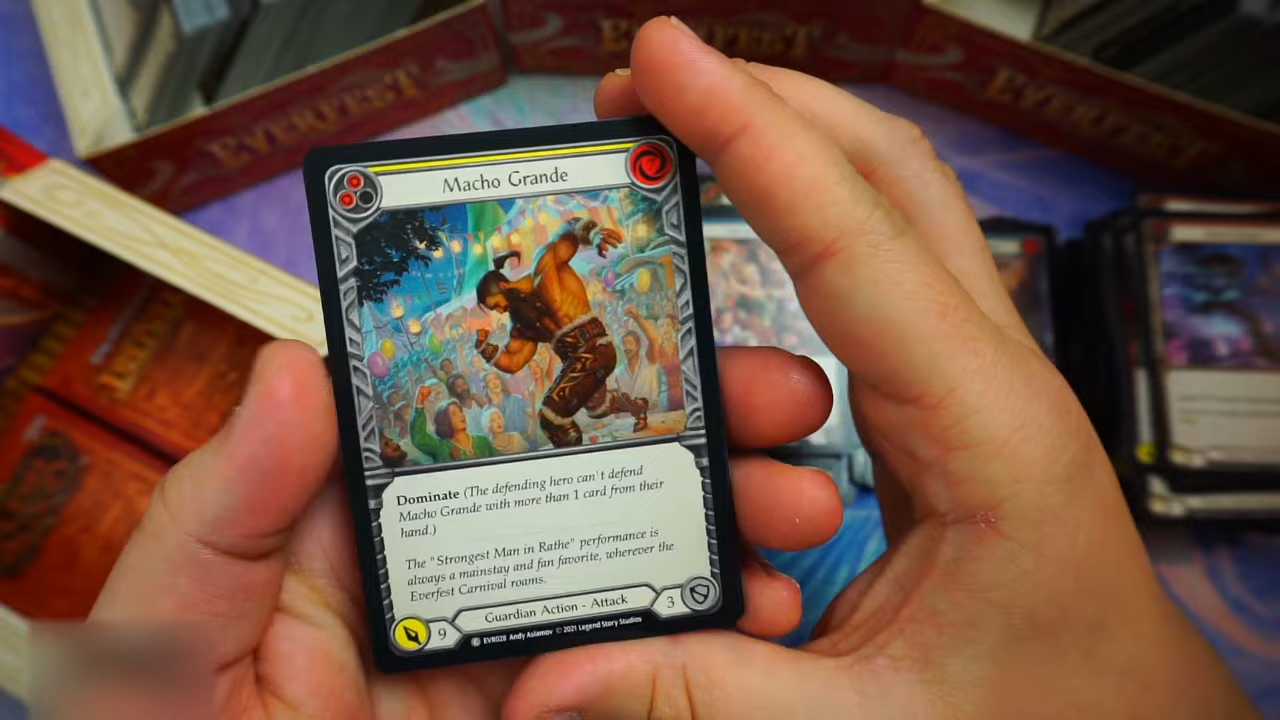 EVERFEST
EVERFEST
EVERFEST
Macho Grande
Dominate (The defending hero can't defend
Macho Grande with more than 1 card from their
hand.)
The "Strongest Man in Rathe" performance is
always a mainstay and fan favorite, wherever the
Everfest Carnival roams.
Guardian Action - Attack
9
3
C EVR028 Andy Aslamov © 2021 Legend Story Studios